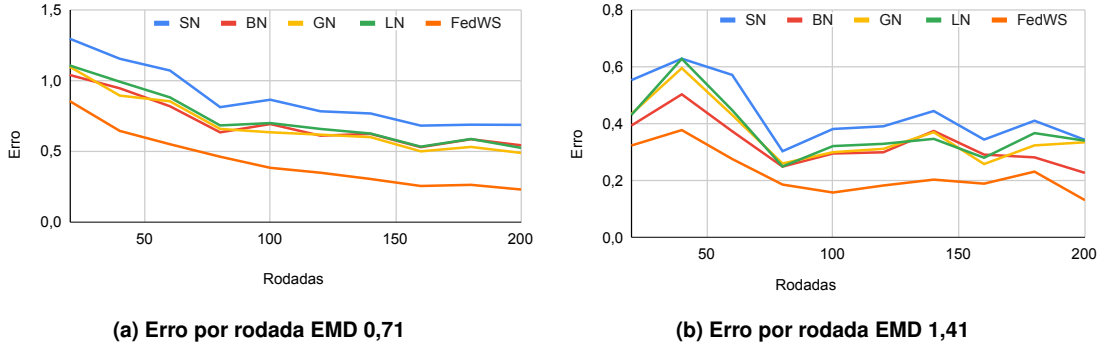 SN BN GN LN FedWS
1,5
1,0
0,5
0,0
Erro
50 100 150 200
Rodadas
(a) Erro por rodada EMD 0,71
SN BN GN LN FedWS
0,8
0,6
0,4
0,2
0,0
Erro
50 100 150 200
Rodadas
(b) Erro por rodada EMD 1,41